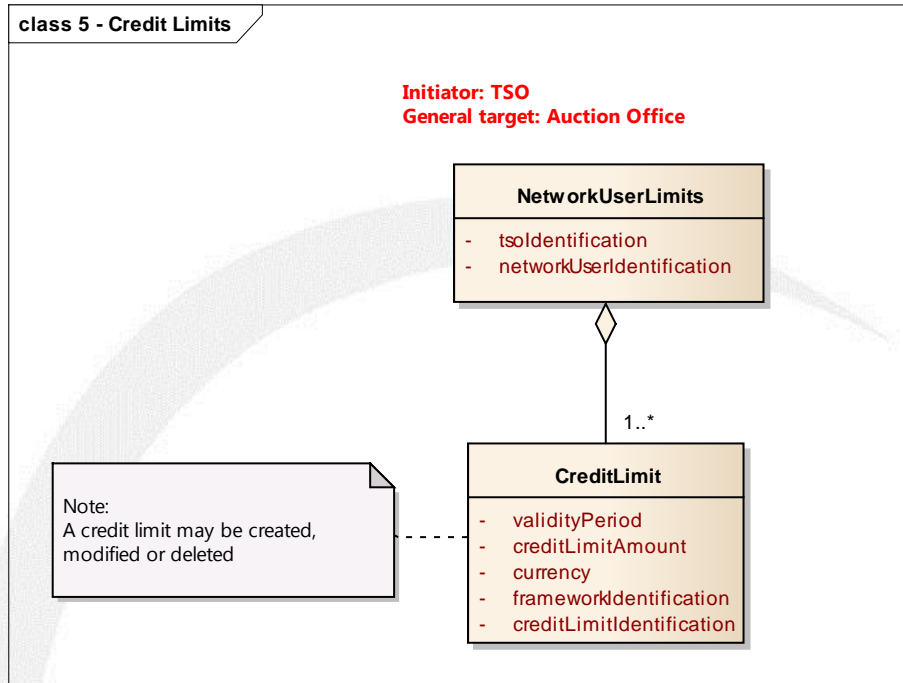 class 5 - Credit Limits
Initiator: TSO
General target: Auction Office
NetworkUserLimits
- tsoIdentification
- networkUserIdentification
1..*
CreditLimit
- validityPeriod
- creditLimitAmount
- currency
- frameworkIdentification
- creditLimitIdentification
Note:
A credit limit may be created,
modified or deleted